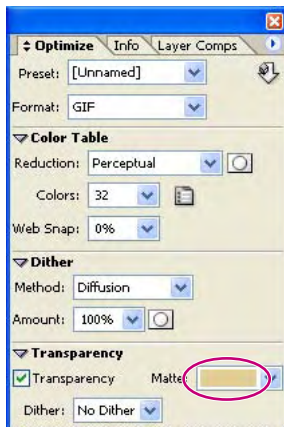 Optimize Info Layer Comps
Preset: [Unnamed]
Format: GIF
Color Table
Reduction: Perceptual
Colors: 32
Web Snap: 0%
Dither
Method: Diffusion
Amount: 100%
Transparency
Transparency Matte:
Dither: No Dither